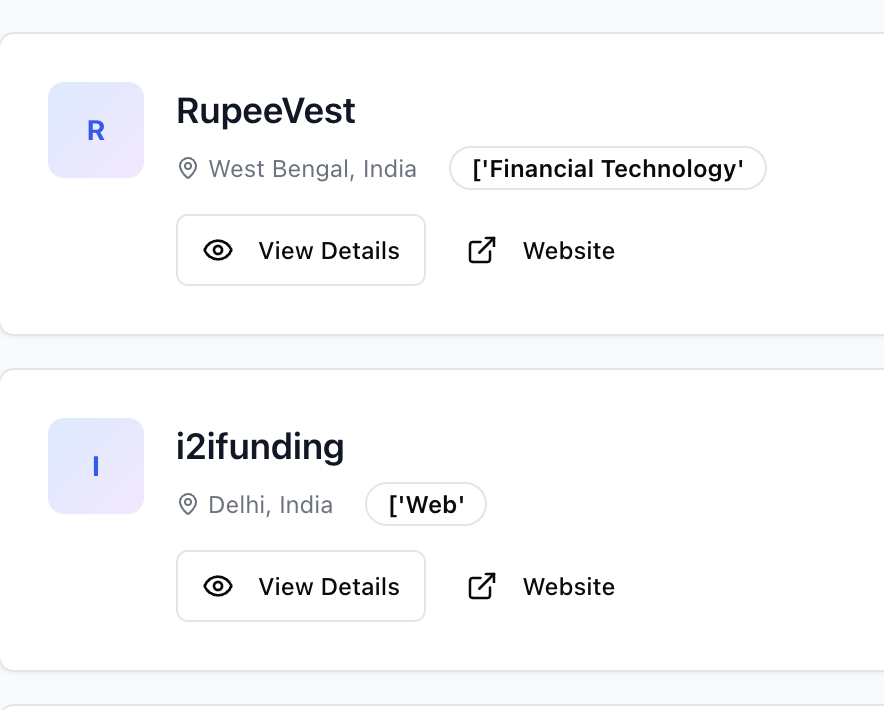 R
RupeeVest
West Bengal, India
['Financial Technology'
View Details
Website
I
i2ifunding
Delhi, India
['Web'
View Details
Website